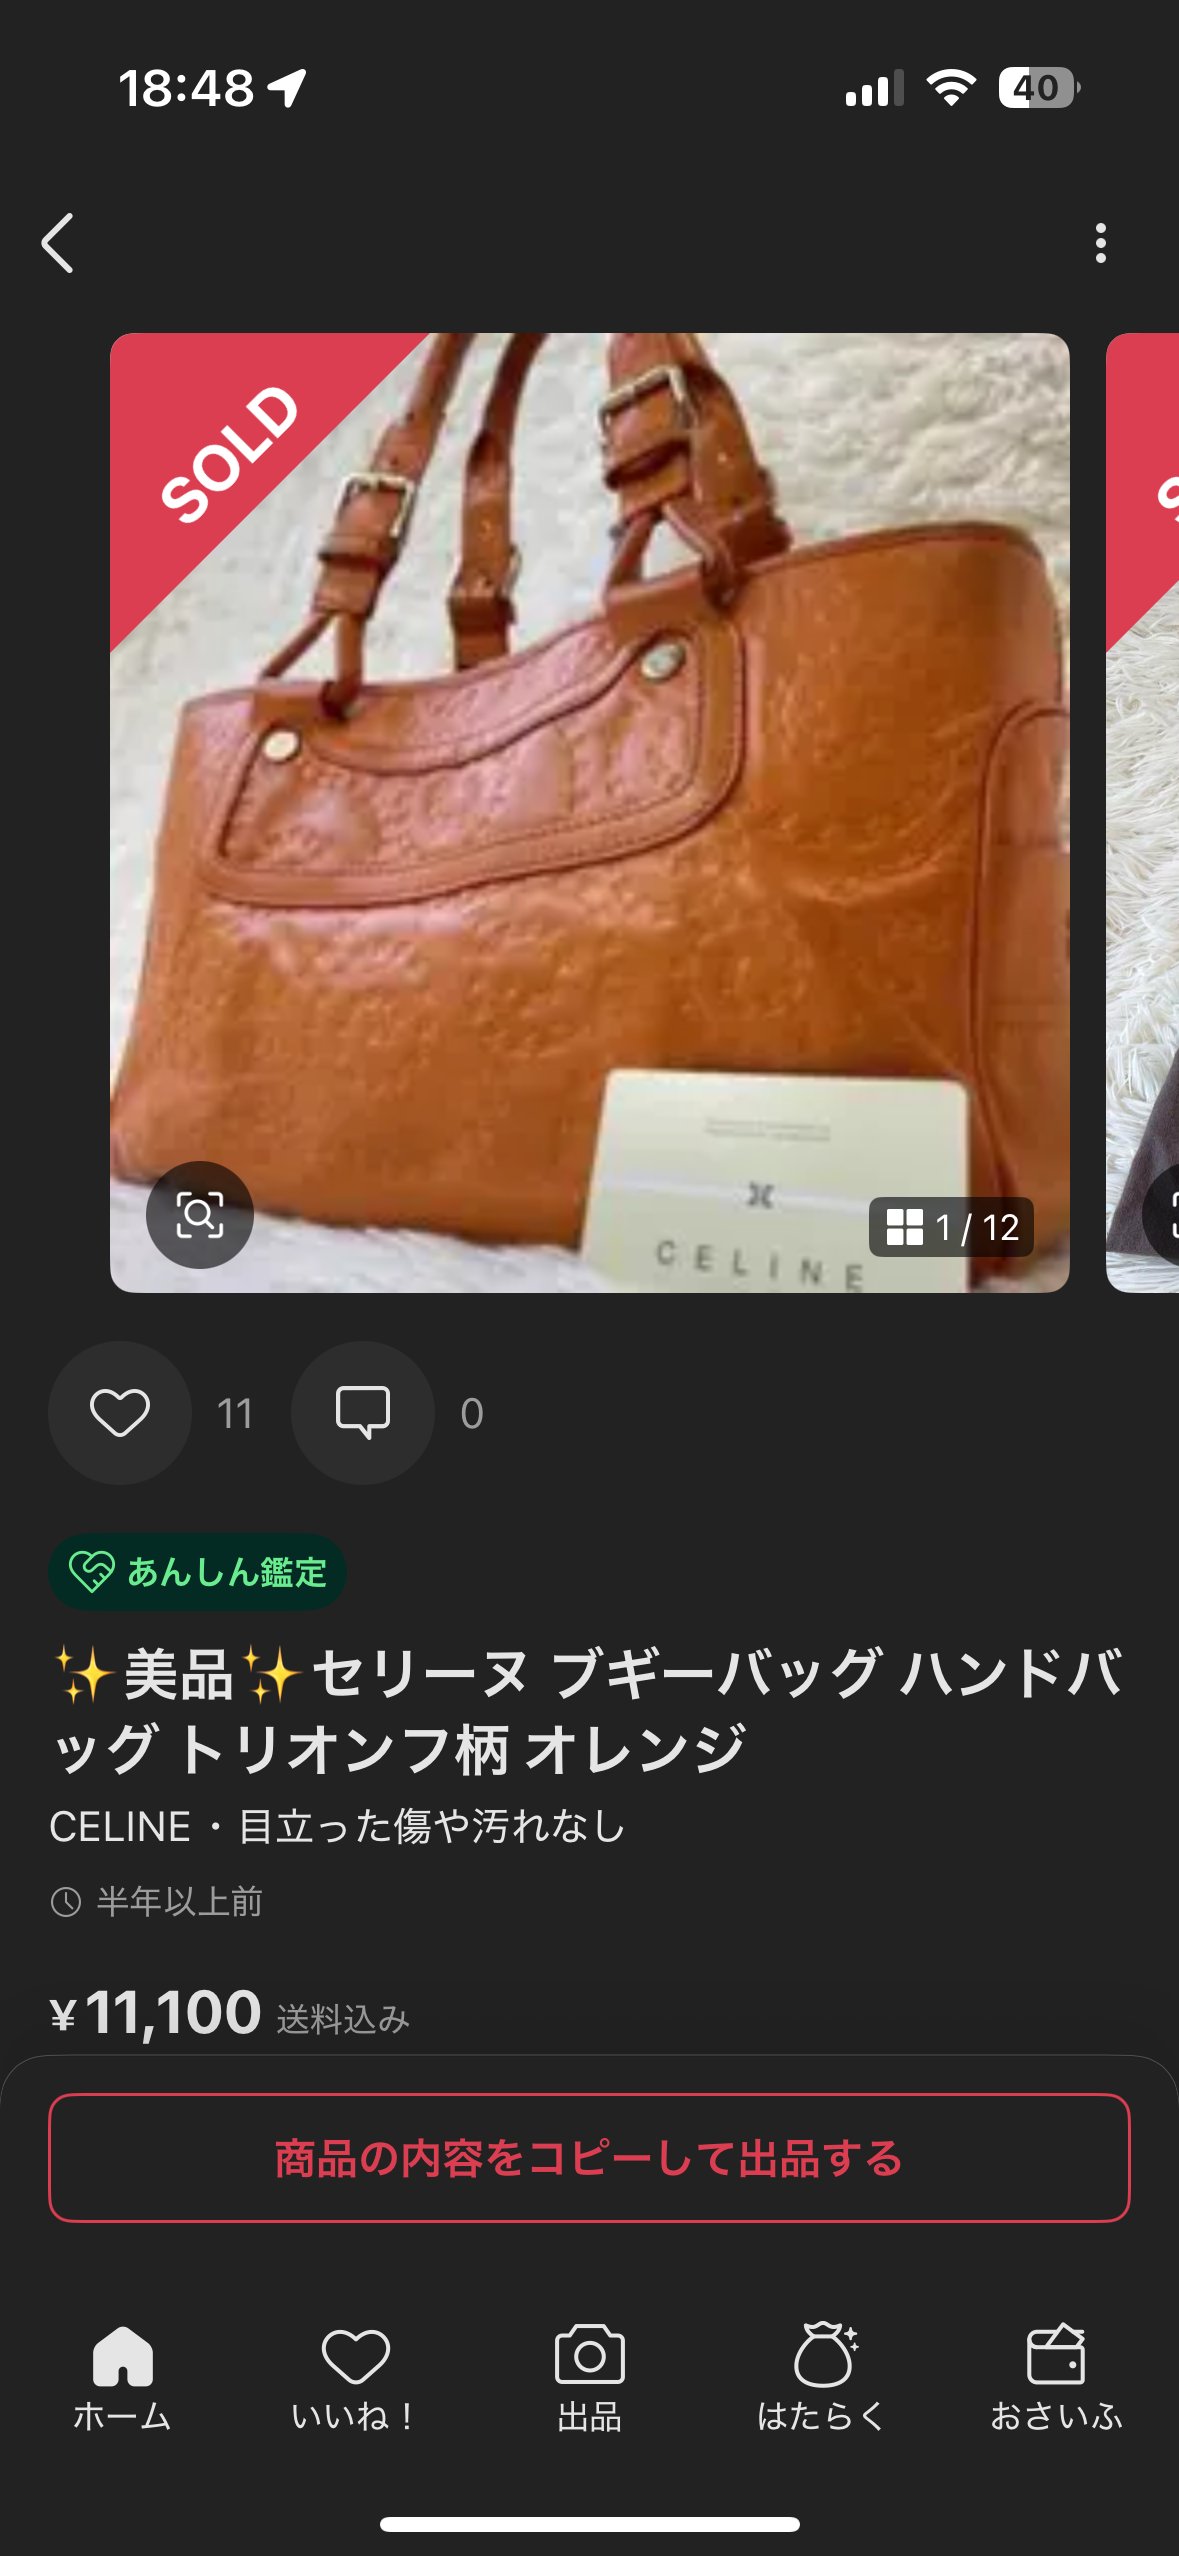 18:48
40
SOLD
CELINE
1 / 12
11
0
あんしん鑑定
✨美品✨セリーヌ ブギーバッグ ハンドバ
ッグ トリオンフ柄 オレンジ
CELINE・目立った傷や汚れなし
半年以上前
¥11,100 送料込み
商品の内容をコピーして出品する
ホーム
いいね！
出品
はたらく
おさいふ